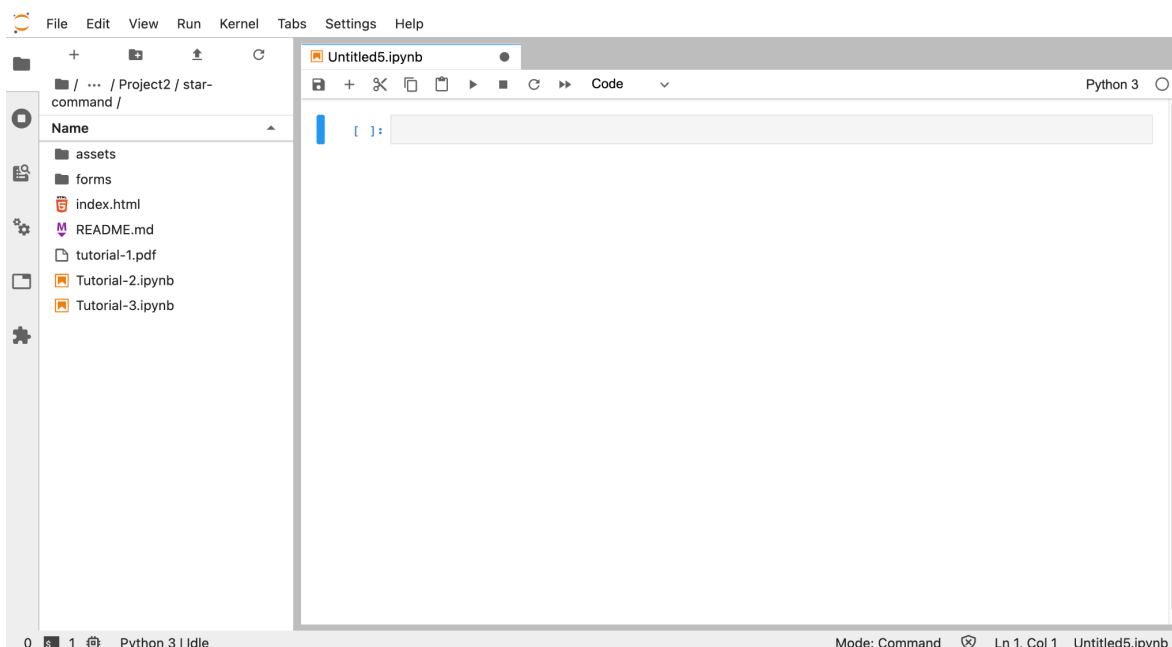 File Edit View Run Kernel Tabs Settings Help
Untitled5.ipynb
/ ··· / Project2 / star-
command /
Code
Python 3
Name
[ ]:
assets
forms
index.html
README.md
tutorial-1.pdf
Tutorial-2.ipynb
Tutorial-3.ipynb
0 $_ 1 Python 3 | Idle
Mode: Command Ln 1, Col 1 Untitled5.ipynb